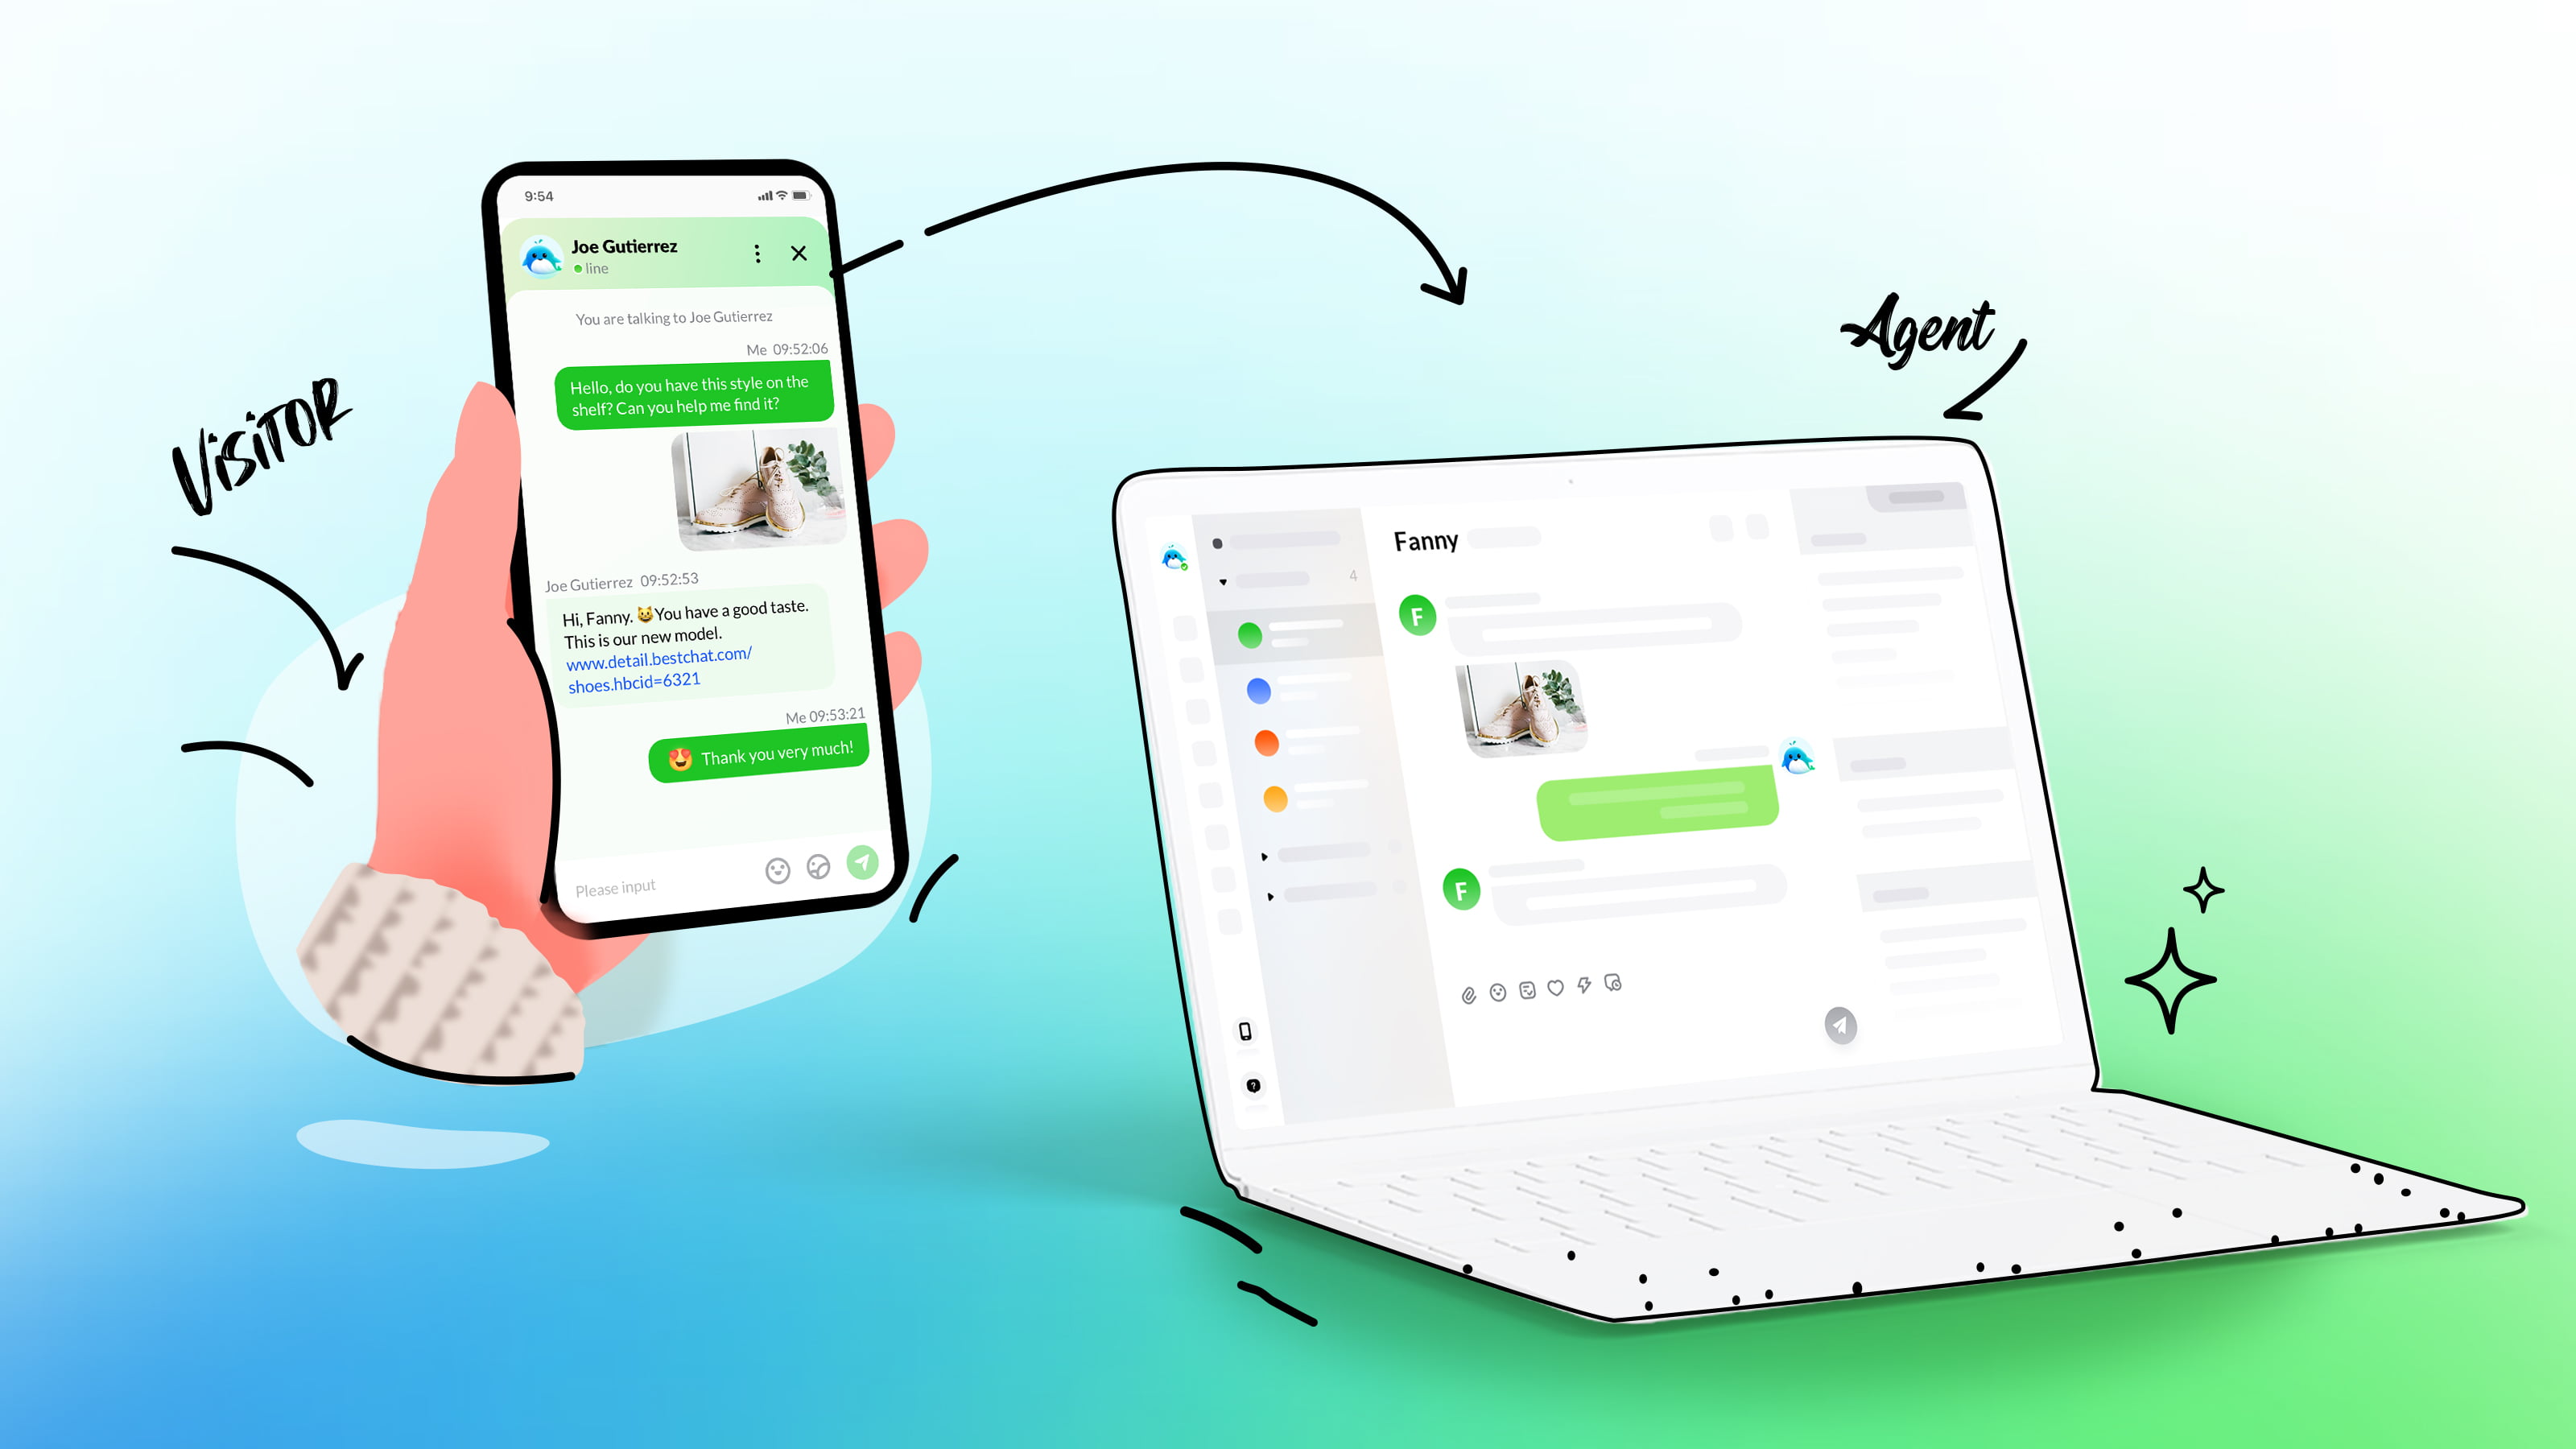 9:54
Joe Gutierrez
line
You are talking to Joe Gutierrez
Me 09:52:06
Hello, do you have this style on the
shelf? Can you help me find it?
Joe Gutierrez 09:52:53
Hi, Fanny. 😺You have a good taste.
This is our new model.
www.detail.bestchat.com/
shoes.hbcid=6321
Me 09:53:21
😍 Thank you very much!
Please input
Visitor
Agent
Fanny
4
F
F
?